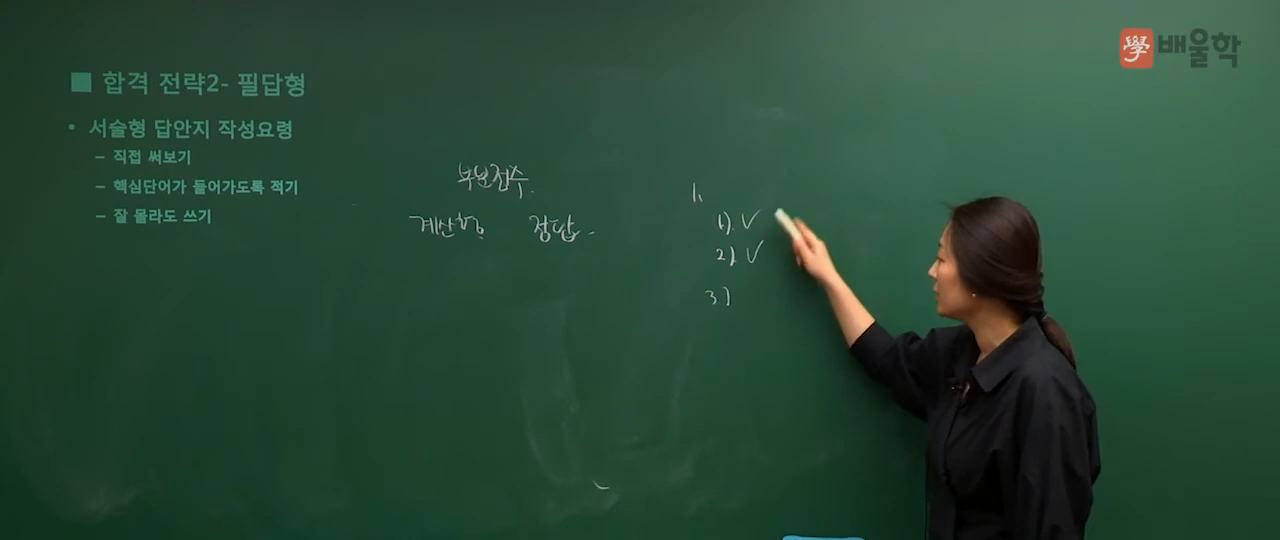 學 배울학
■ 합격 전략2- 필답형
• 서술형 답안지 작성요령
– 직접 써보기
– 핵심단어가 들어가도록 적기
– 잘 몰라도 쓰기
부분점수.
계산형 정답.
1.
1). V
2). V
3)